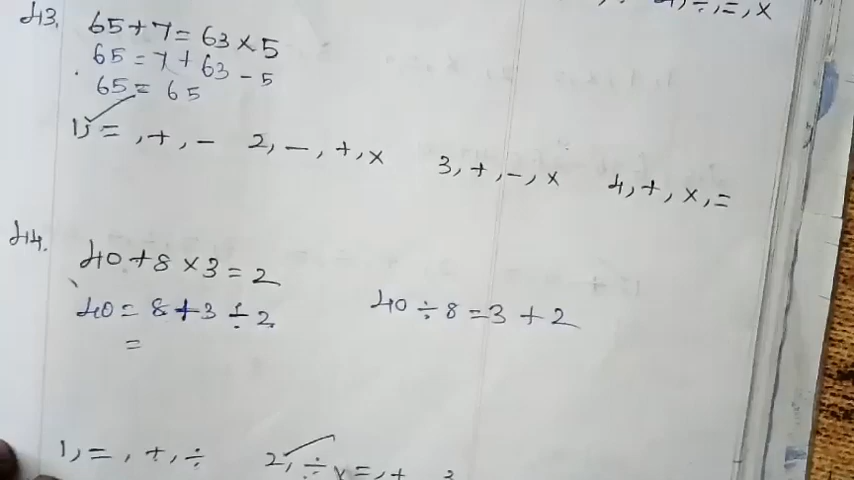 4, ÷, =, ×
43. 65+7=63×5
65 = 7+63-5
65 = 65
1, =, +, - 2, -, +, × 3, +, -, × 4, +, ×, =
44. 40+8×3=2
40 = 8+3÷2 40÷8=3+2
=
1, =, +, ÷ 2, ÷, =, +